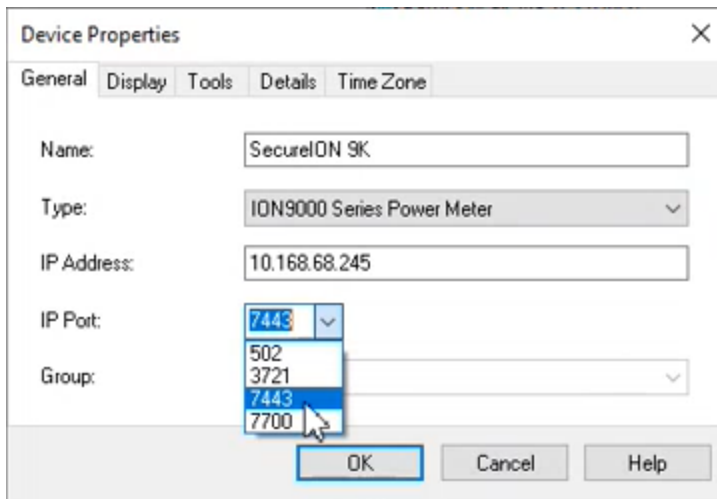 Device Properties
General Display Tools Details Time Zone
Name: SecureION 9K
Type: ION9000 Series Power Meter
IP Address: 10.168.68.245
IP Port: 7443
502
3721
Group:
7443
7700
OK Cancel Help